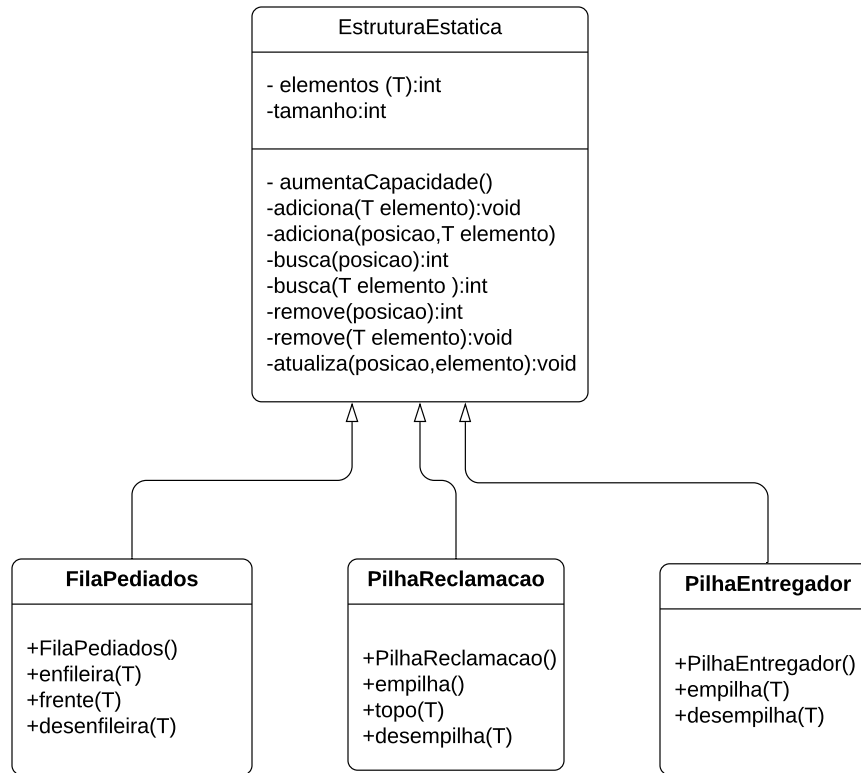 EstruturaEstatica
- elementos (T):int
-tamanho:int
- aumentaCapacidade()
-adiciona(T elemento):void
-adiciona(posicao,T elemento)
-busca(posicao):int
-busca(T elemento ):int
-remove(posicao):int
-remove(T elemento):void
-atualiza(posicao,elemento):void
FilaPediados
+FilaPediados()
+enfileira(T)
+frente(T)
+desenfileira(T)
PilhaReclamacao
+PilhaReclamacao()
+empilha()
+topo(T)
+desempilha(T)
PilhaEntregador
+PilhaEntregador()
+empilha(T)
+desempilha(T)